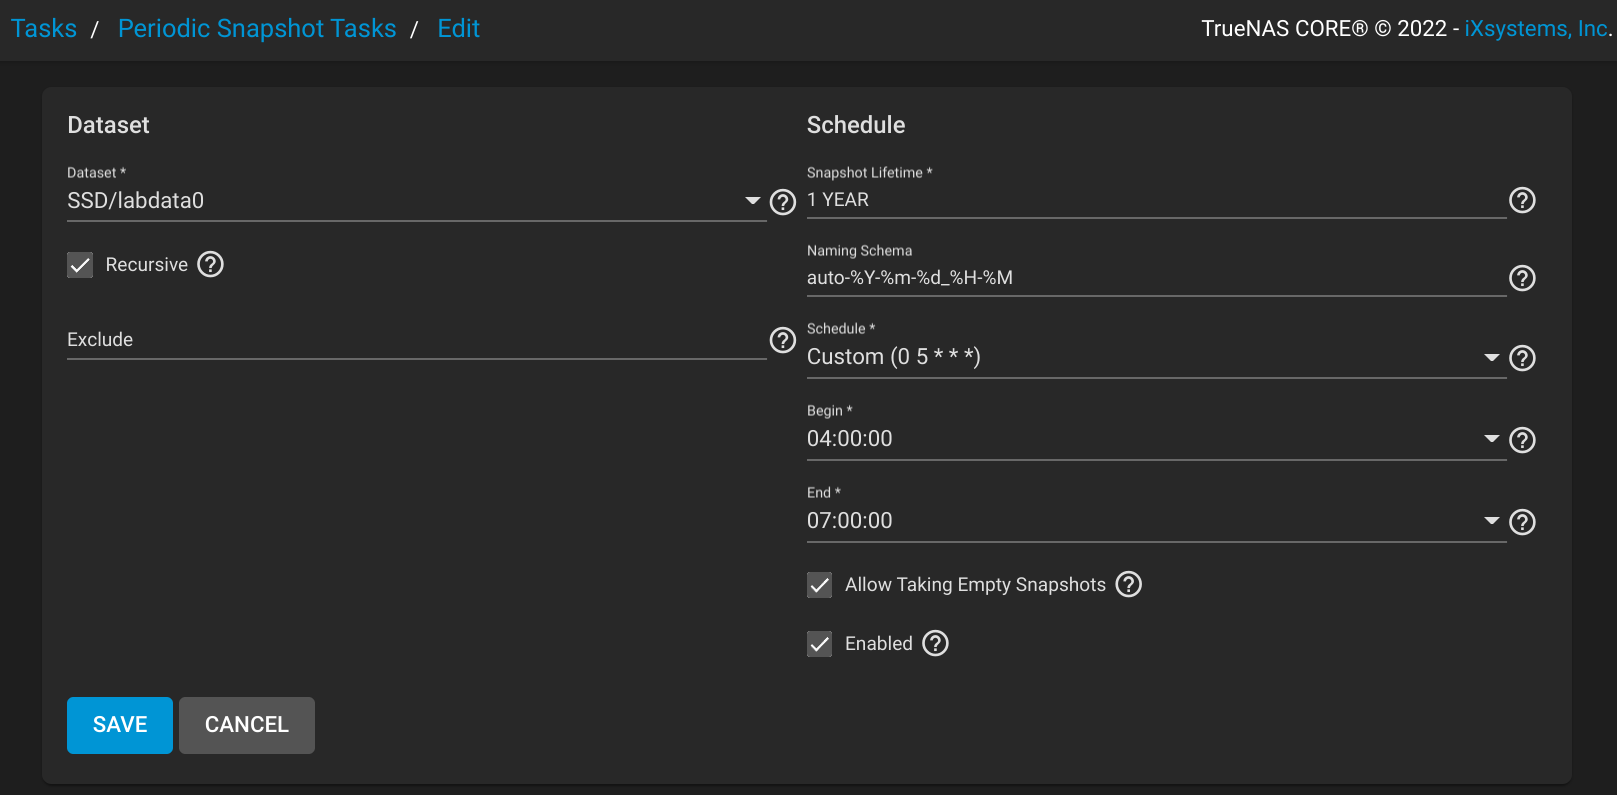 Tasks / Periodic Snapshot Tasks / Edit
TrueNAS CORE® © 2022 - iXsystems, Inc.
Dataset
Dataset *
SSD/labdata0
Recursive
Exclude
Schedule
Snapshot Lifetime *
1 YEAR
Naming Schema
auto-%Y-%m-%d_%H-%M
Schedule *
Custom (0 5 * * *)
Begin *
04:00:00
End *
07:00:00
Allow Taking Empty Snapshots
Enabled
SAVE CANCEL